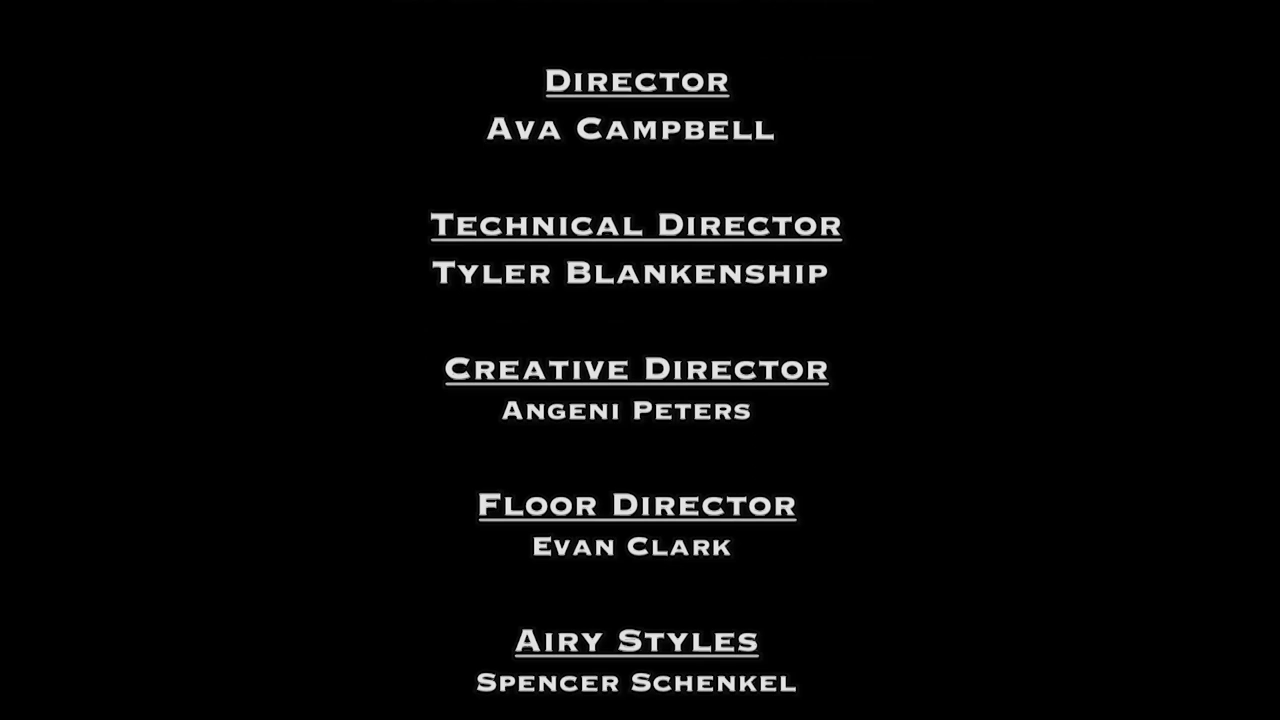 Director
Ava Campbell
Technical Director
Tyler Blankenship
Creative Director
Angeni Peters
Floor Director
Evan Clark
Airy Styles
Spencer Schenkel